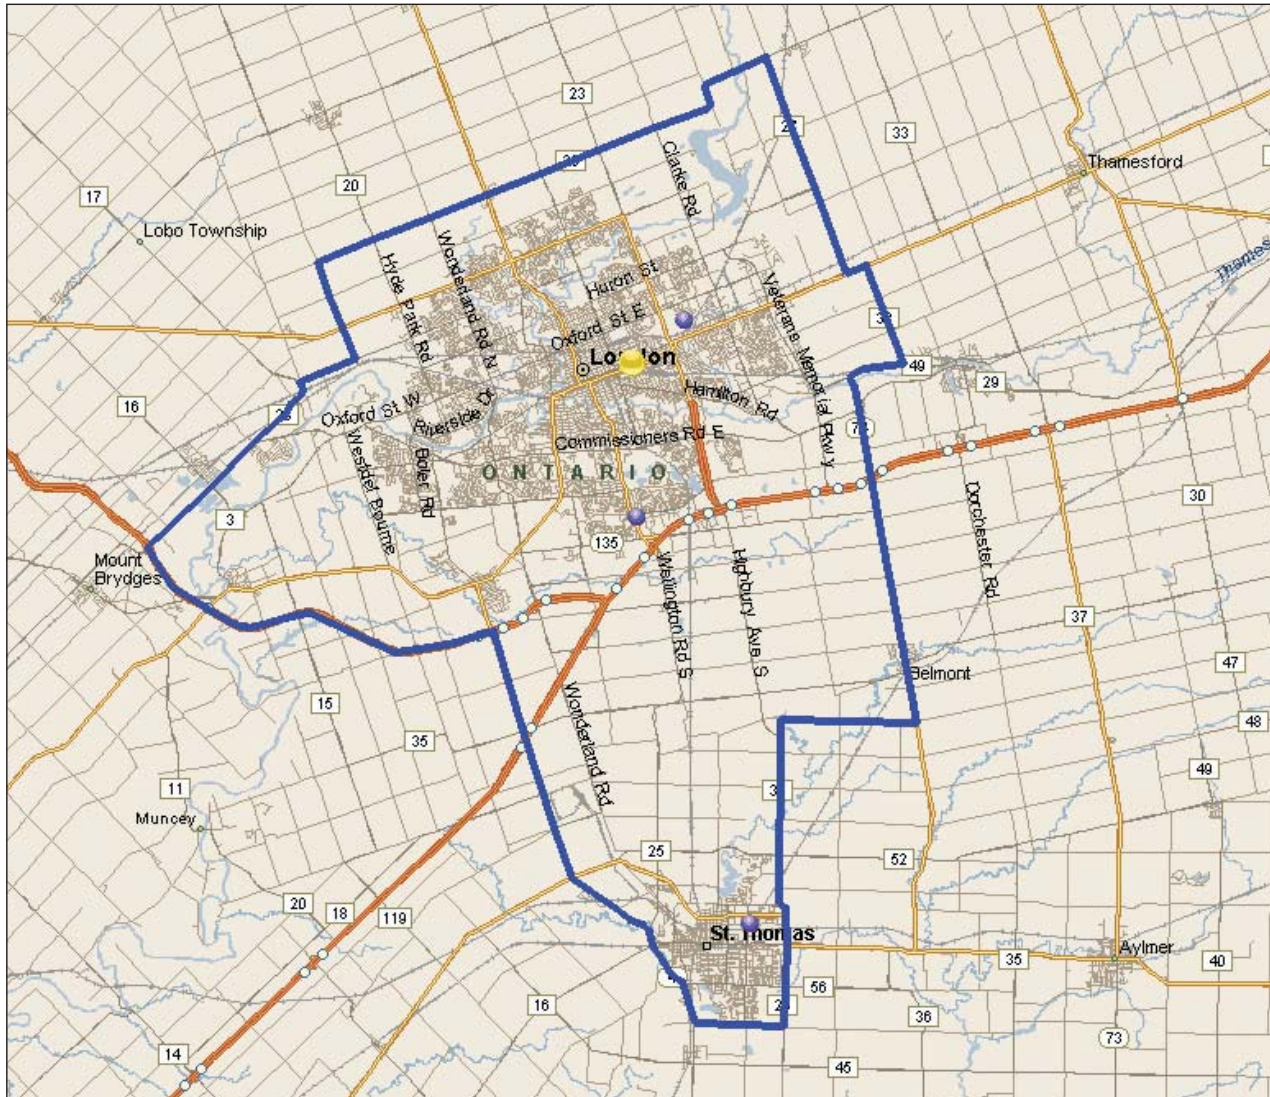 23
27
33
Thamesford
Clarke Rd
20
17
Lobo Township
Wonderland Rd N
Hyde Park Rd
Huron St
Thames
Veterans Memorial Pkwy
Oxford St E
London
49
29
Hamilton Rd
16
Oxford St W
Riverside Dr
Commissioners Rd E
Westdel Bourne
Boler Rd
ONTARIO
30
Dorchester Rd
3
135
Mount
Brydges
Wellington Rd S
Highbury Ave S
37
47
Belmont
15
Wonderland Rd
48
35
49
11
Muncey
25
52
20
18
119
St. Thomas
Aylmer
35
40
56
16
36
73
14
45